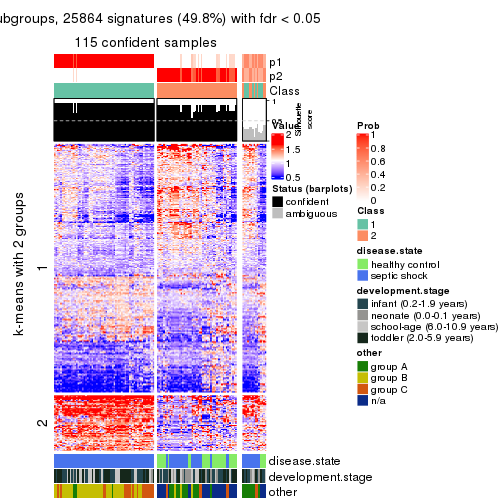 ubgroups, 25864 signatures (49.8%) with fdr < 0.05
115 confident samples
p1
p2
Class
1
0.5
0
Silhouette
score
k-means with 2 groups
1
2
disease.state
development.stage
other
Value
2
1.5
1
0.5
Status (barplots)
confident
ambiguous
Prob
1
0.8
0.6
0.4
0.2
0
Class
1
2
disease.state
healthy control
septic shock
development.stage
infant (0.2-1.9 years)
neonate (0.0-0.1 years)
school-age (6.0-10.9 years)
toddler (2.0-5.9 years)
other
group A
group B
group C
n/a